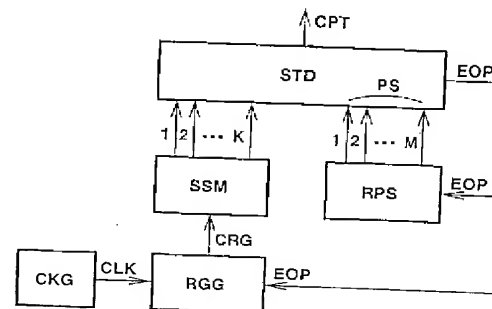 CPT
STD
PS
EOP
1 2 ... K
1 2 ... M
SSM
RPS
EOP
CRG
CKG
CLK
RGG
EOP